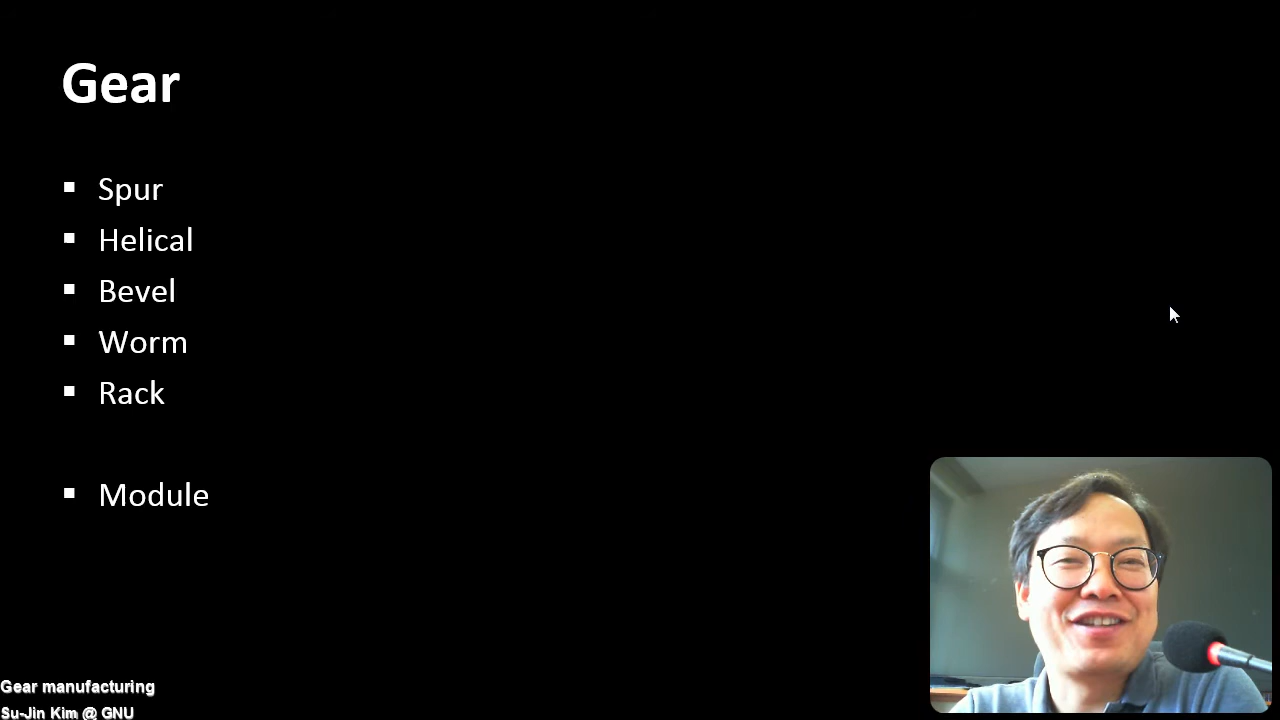 Gear
Spur
Helical
Bevel
Worm
Rack
Module
Gear manufacturing
Su-Jin Kim @ GNU